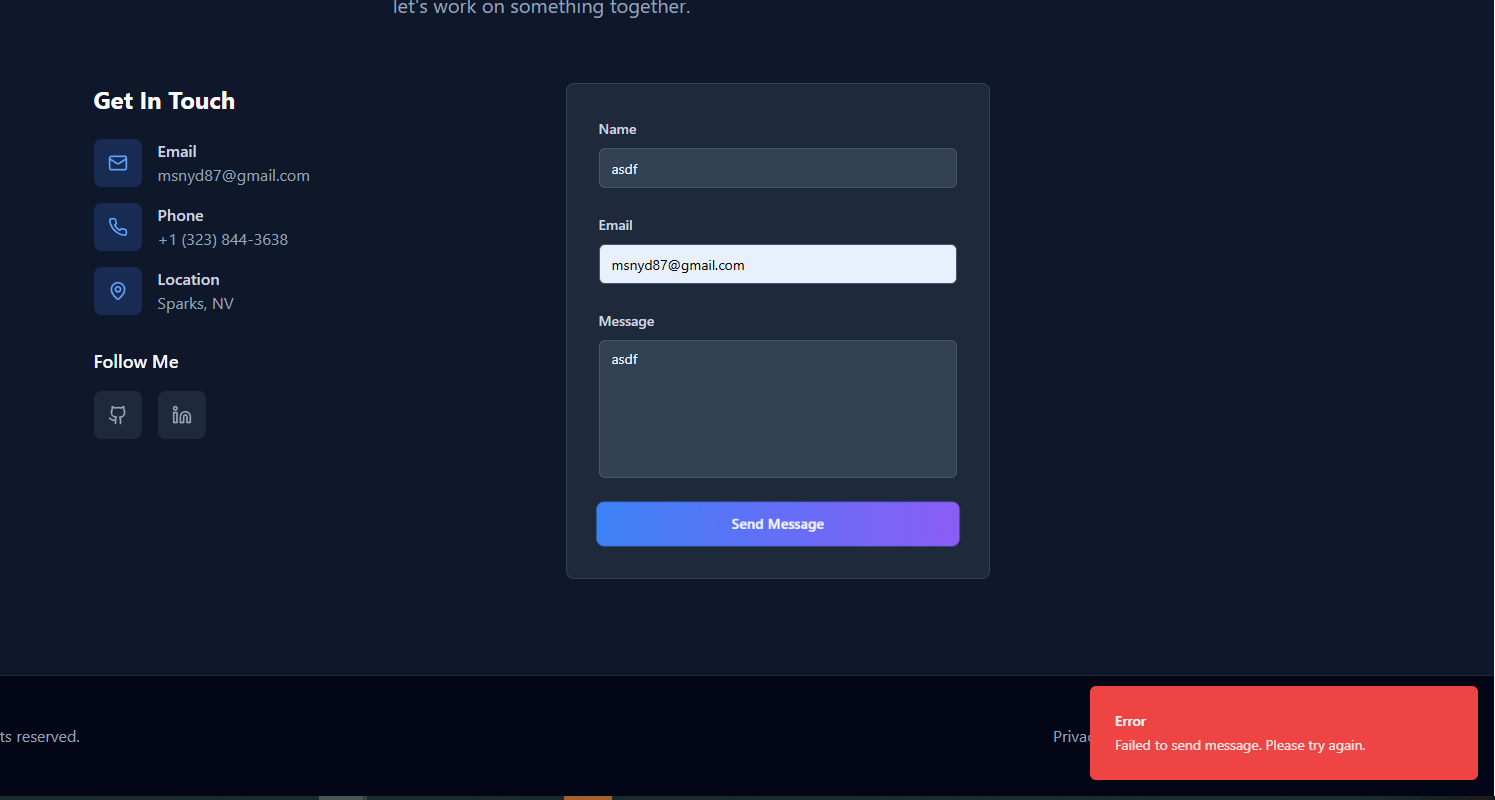 let's work on something together.
Get In Touch
Email
msnyd87@gmail.com
Phone
+1 (323) 844-3638
Location
Sparks, NV
Follow Me
Name
asdf
Email
msnyd87@gmail.com
Message
asdf
Send Message
ts reserved.
Privac
Error
Failed to send message. Please try again.